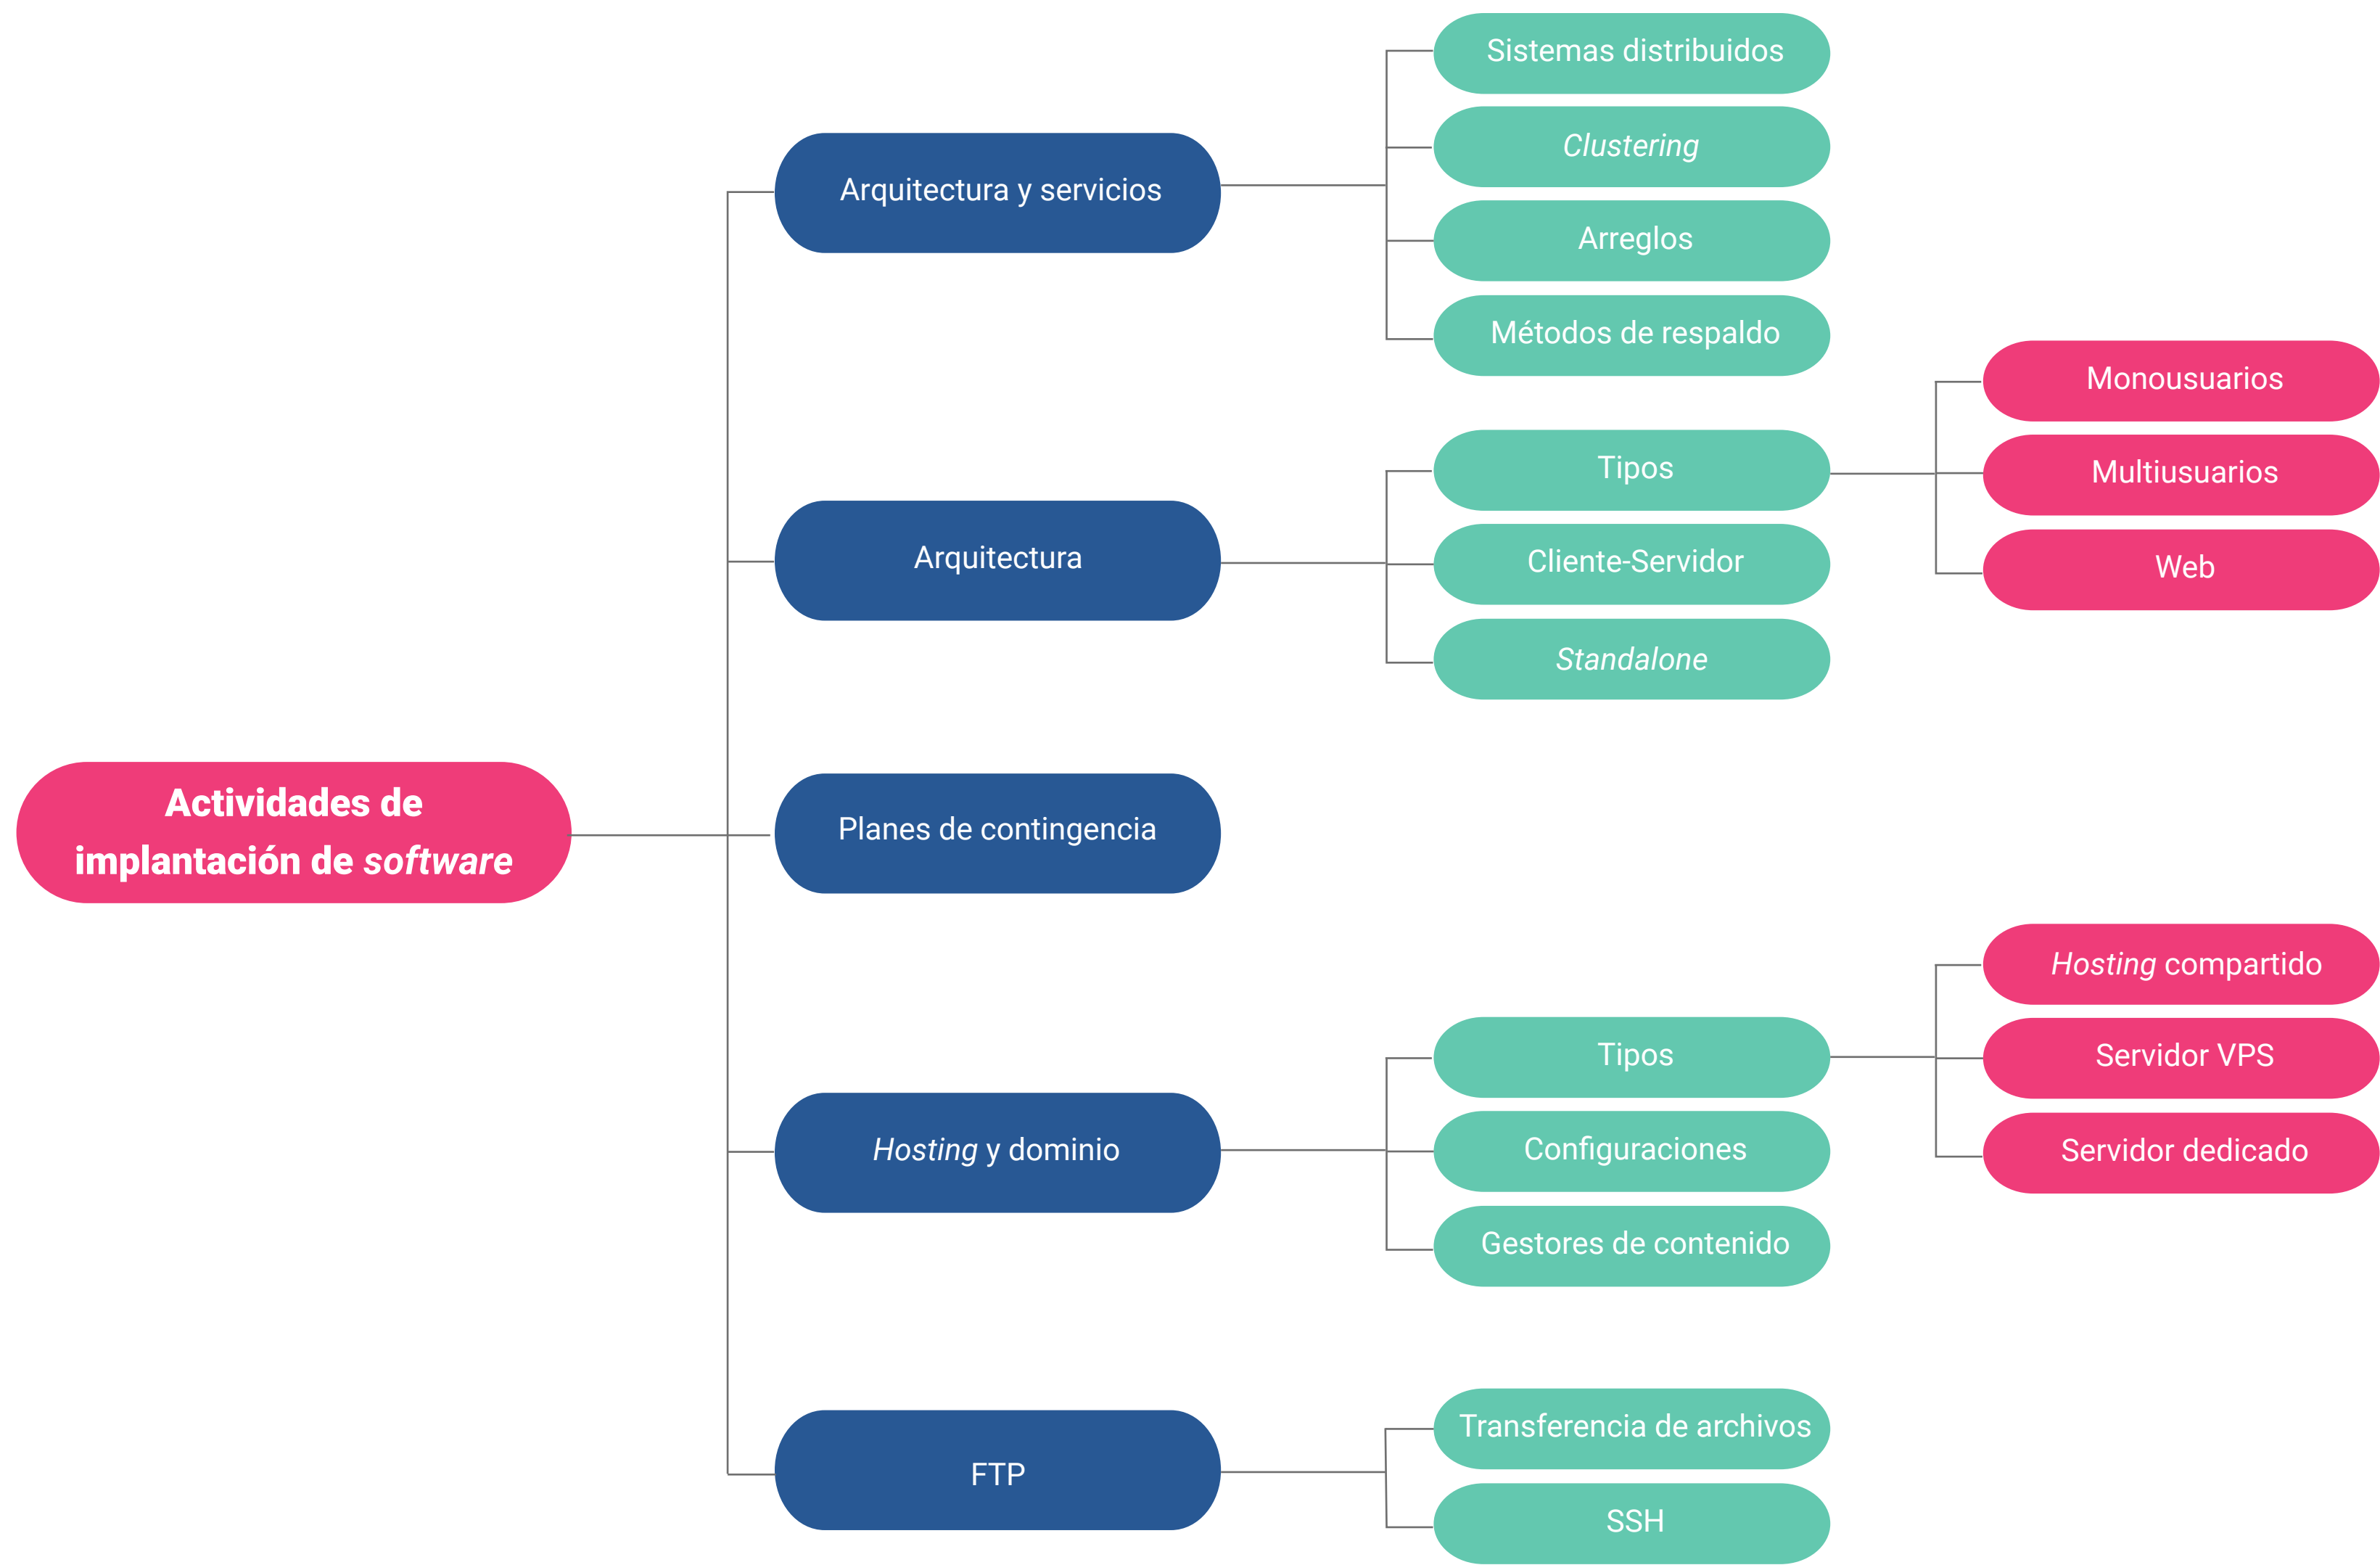 Actividades de
implantación de software
Arquitectura y servicios
Sistemas distribuidos
Clustering
Arreglos
Métodos de respaldo
Arquitectura
Tipos
Monousuarios
Multiusuarios
Web
Cliente-Servidor
Standalone
Planes de contingencia
Hosting y dominio
Tipos
Hosting compartido
Servidor VPS
Servidor dedicado
Configuraciones
Gestores de contenido
FTP
Transferencia de archivos
SSH